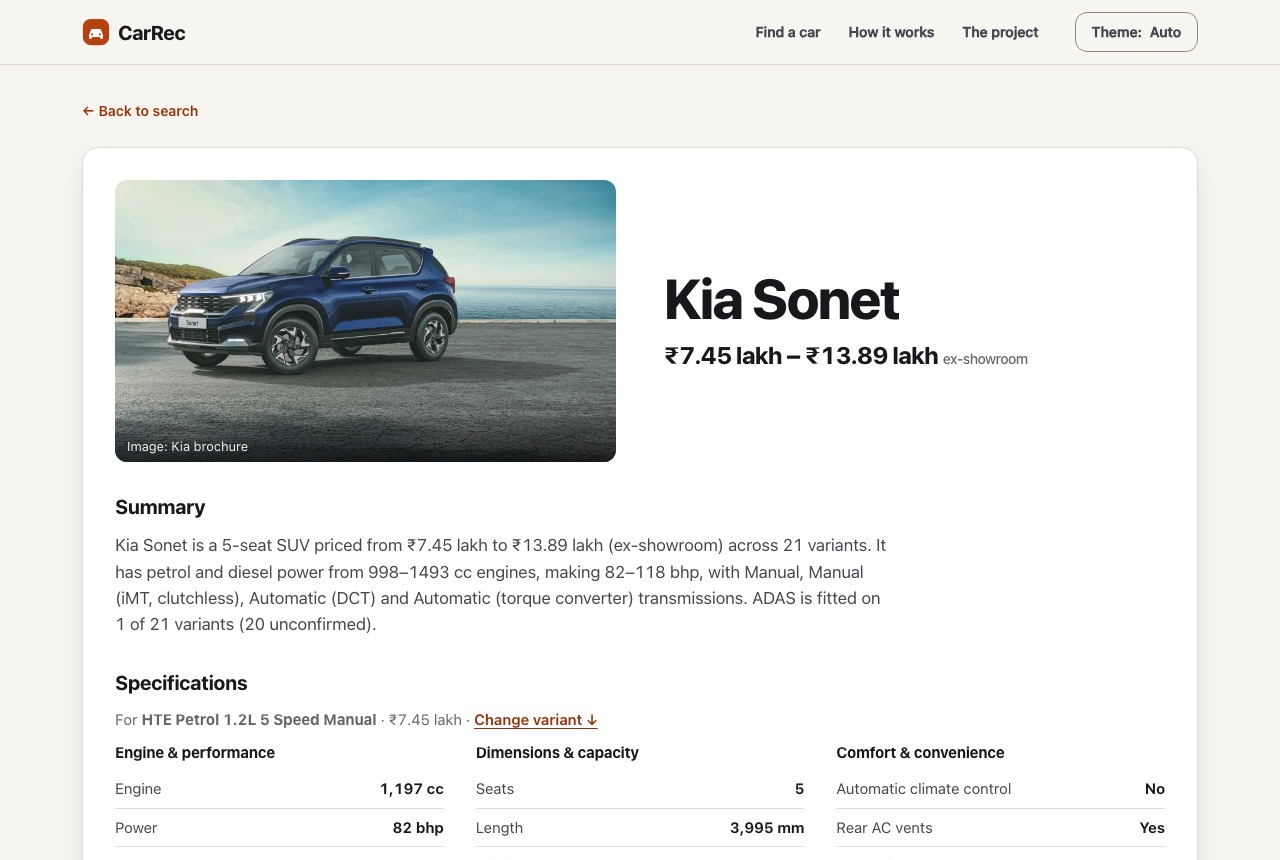 CarRec
Find a car
How it works
The project
Theme: Auto
← Back to search
Sonet
Image: Kia brochure
Kia Sonet
₹7.45 lakh – ₹13.89 lakh ex-showroom
Summary
Kia Sonet is a 5-seat SUV priced from ₹7.45 lakh to ₹13.89 lakh (ex-showroom) across 21 variants. It
has petrol and diesel power from 998–1493 cc engines, making 82–118 bhp, with Manual, Manual
(iMT, clutchless), Automatic (DCT) and Automatic (torque converter) transmissions. ADAS is fitted on
1 of 21 variants (20 unconfirmed).
Specifications
For HTE Petrol 1.2L 5 Speed Manual · ₹7.45 lakh · Change variant ↓
Engine & performance
Engine 1,197 cc
Power 82 bhp
Dimensions & capacity
Seats 5
Length 3,995 mm
Comfort & convenience
Automatic climate control No
Rear AC vents Yes